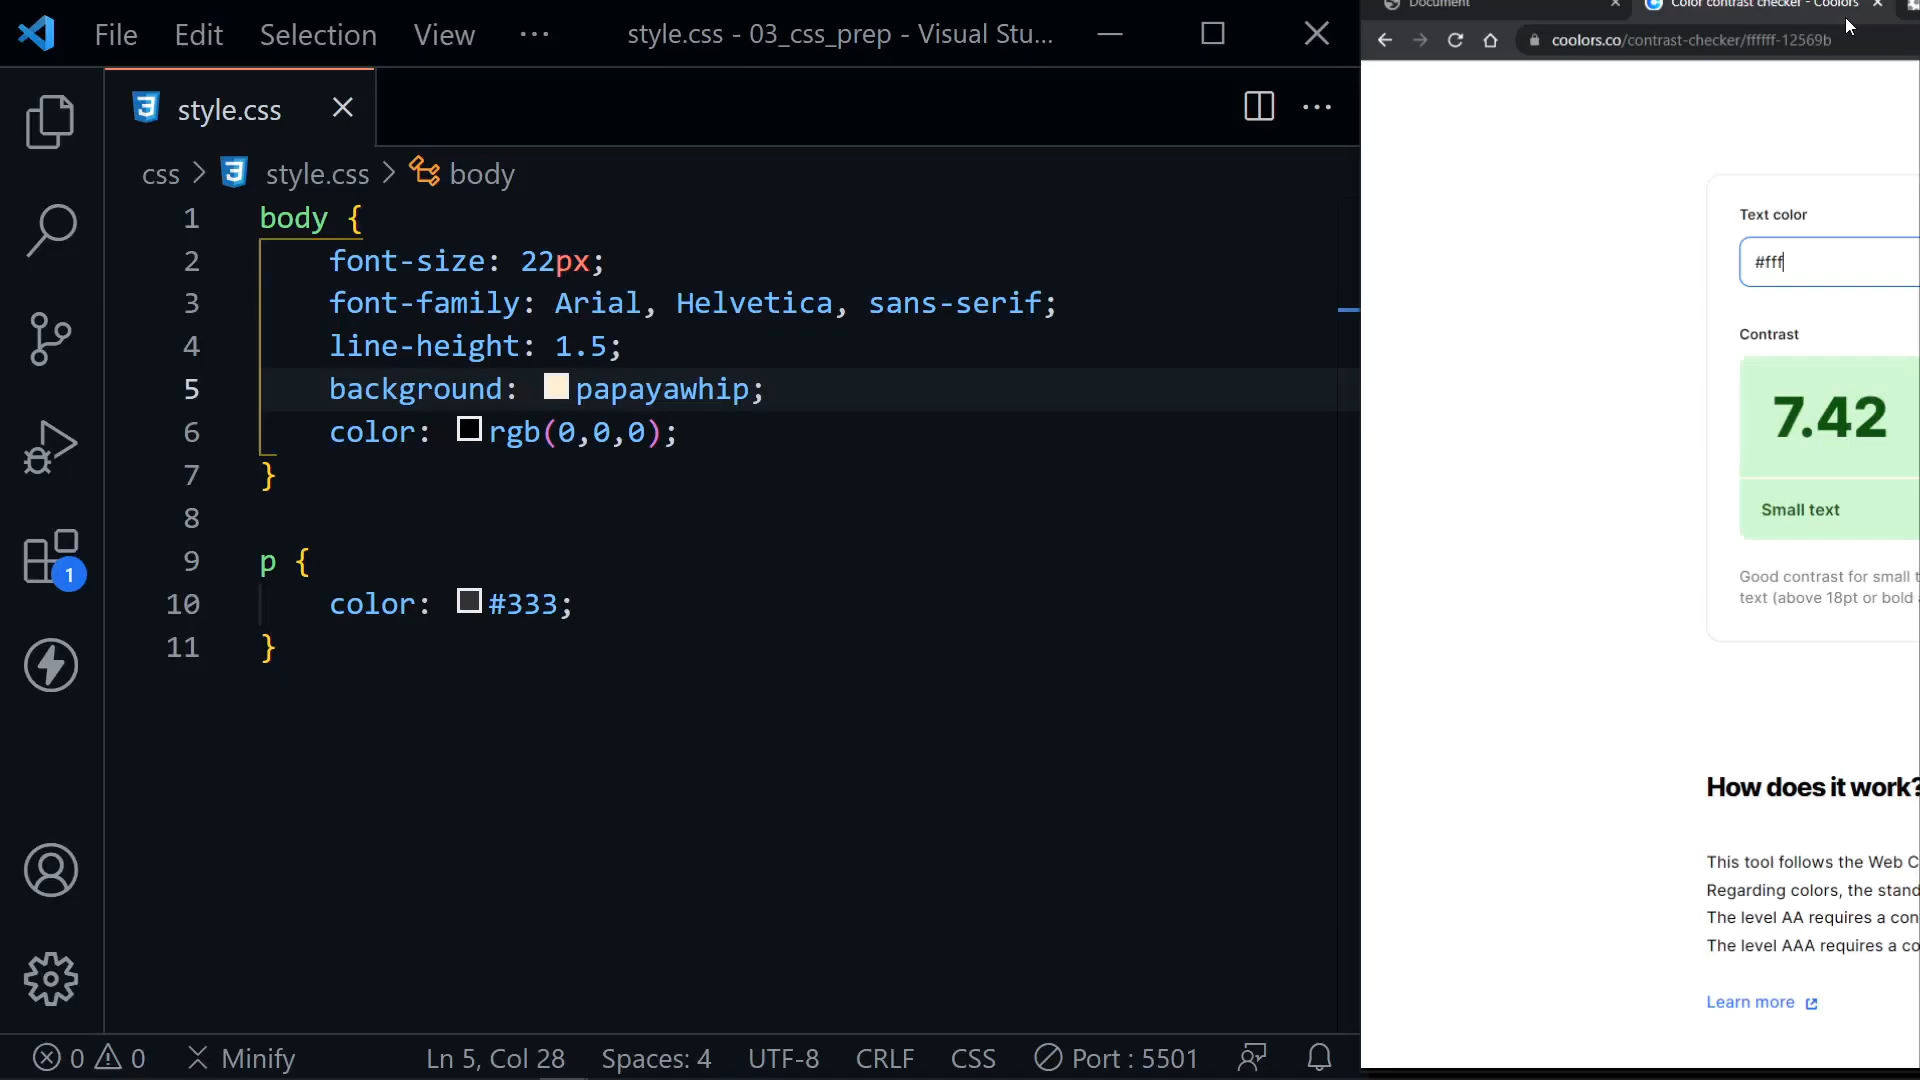 File Edit Selection View ··· style.css - 03_css_prep - Visual Stu...
style.css
css > style.css > body
1 body {
2 font-size: 22px;
3 font-family: Arial, Helvetica, sans-serif;
4 line-height: 1.5;
5 background: papayawhip;
6 color: rgb(0,0,0);
7 }
8
9 p {
10 color: #333;
11 }
1
0 0 Minify Ln 5, Col 28 Spaces: 4 UTF-8 CRLF CSS Port : 5501
Document Color contrast checker - Coolors
coolors.co/contrast-checker/ffffff-12569b
Text color
#fff
Contrast
7.42
Small text
Good contrast for small t
text (above 18pt or bold
How does it work?
This tool follows the Web C
Regarding colors, the stand
The level AA requires a con
The level AAA requires a co
Learn more